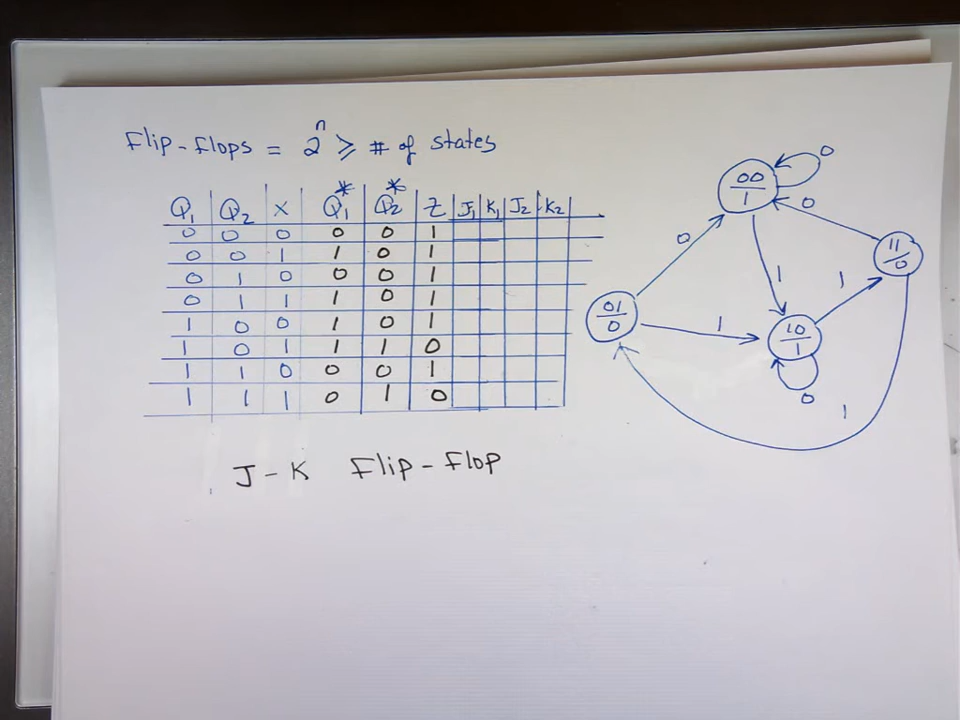 Flip-Flops = 2^n ≥ # of states
Q1 Q2 X Q1* Q2* Z J1 K1 J2 K2
0 0 0 0 0 1
0 0 1 1 0 1
0 1 0 0 0 1
0 1 1 1 0 1
1 0 0 1 0 1
1 0 1 1 1 0
1 1 0 0 0 1
1 1 1 0 1 0
J-K Flip-Flop
00
1
0
0
0
11
0
1
1
01
0
1
10
1
0
1